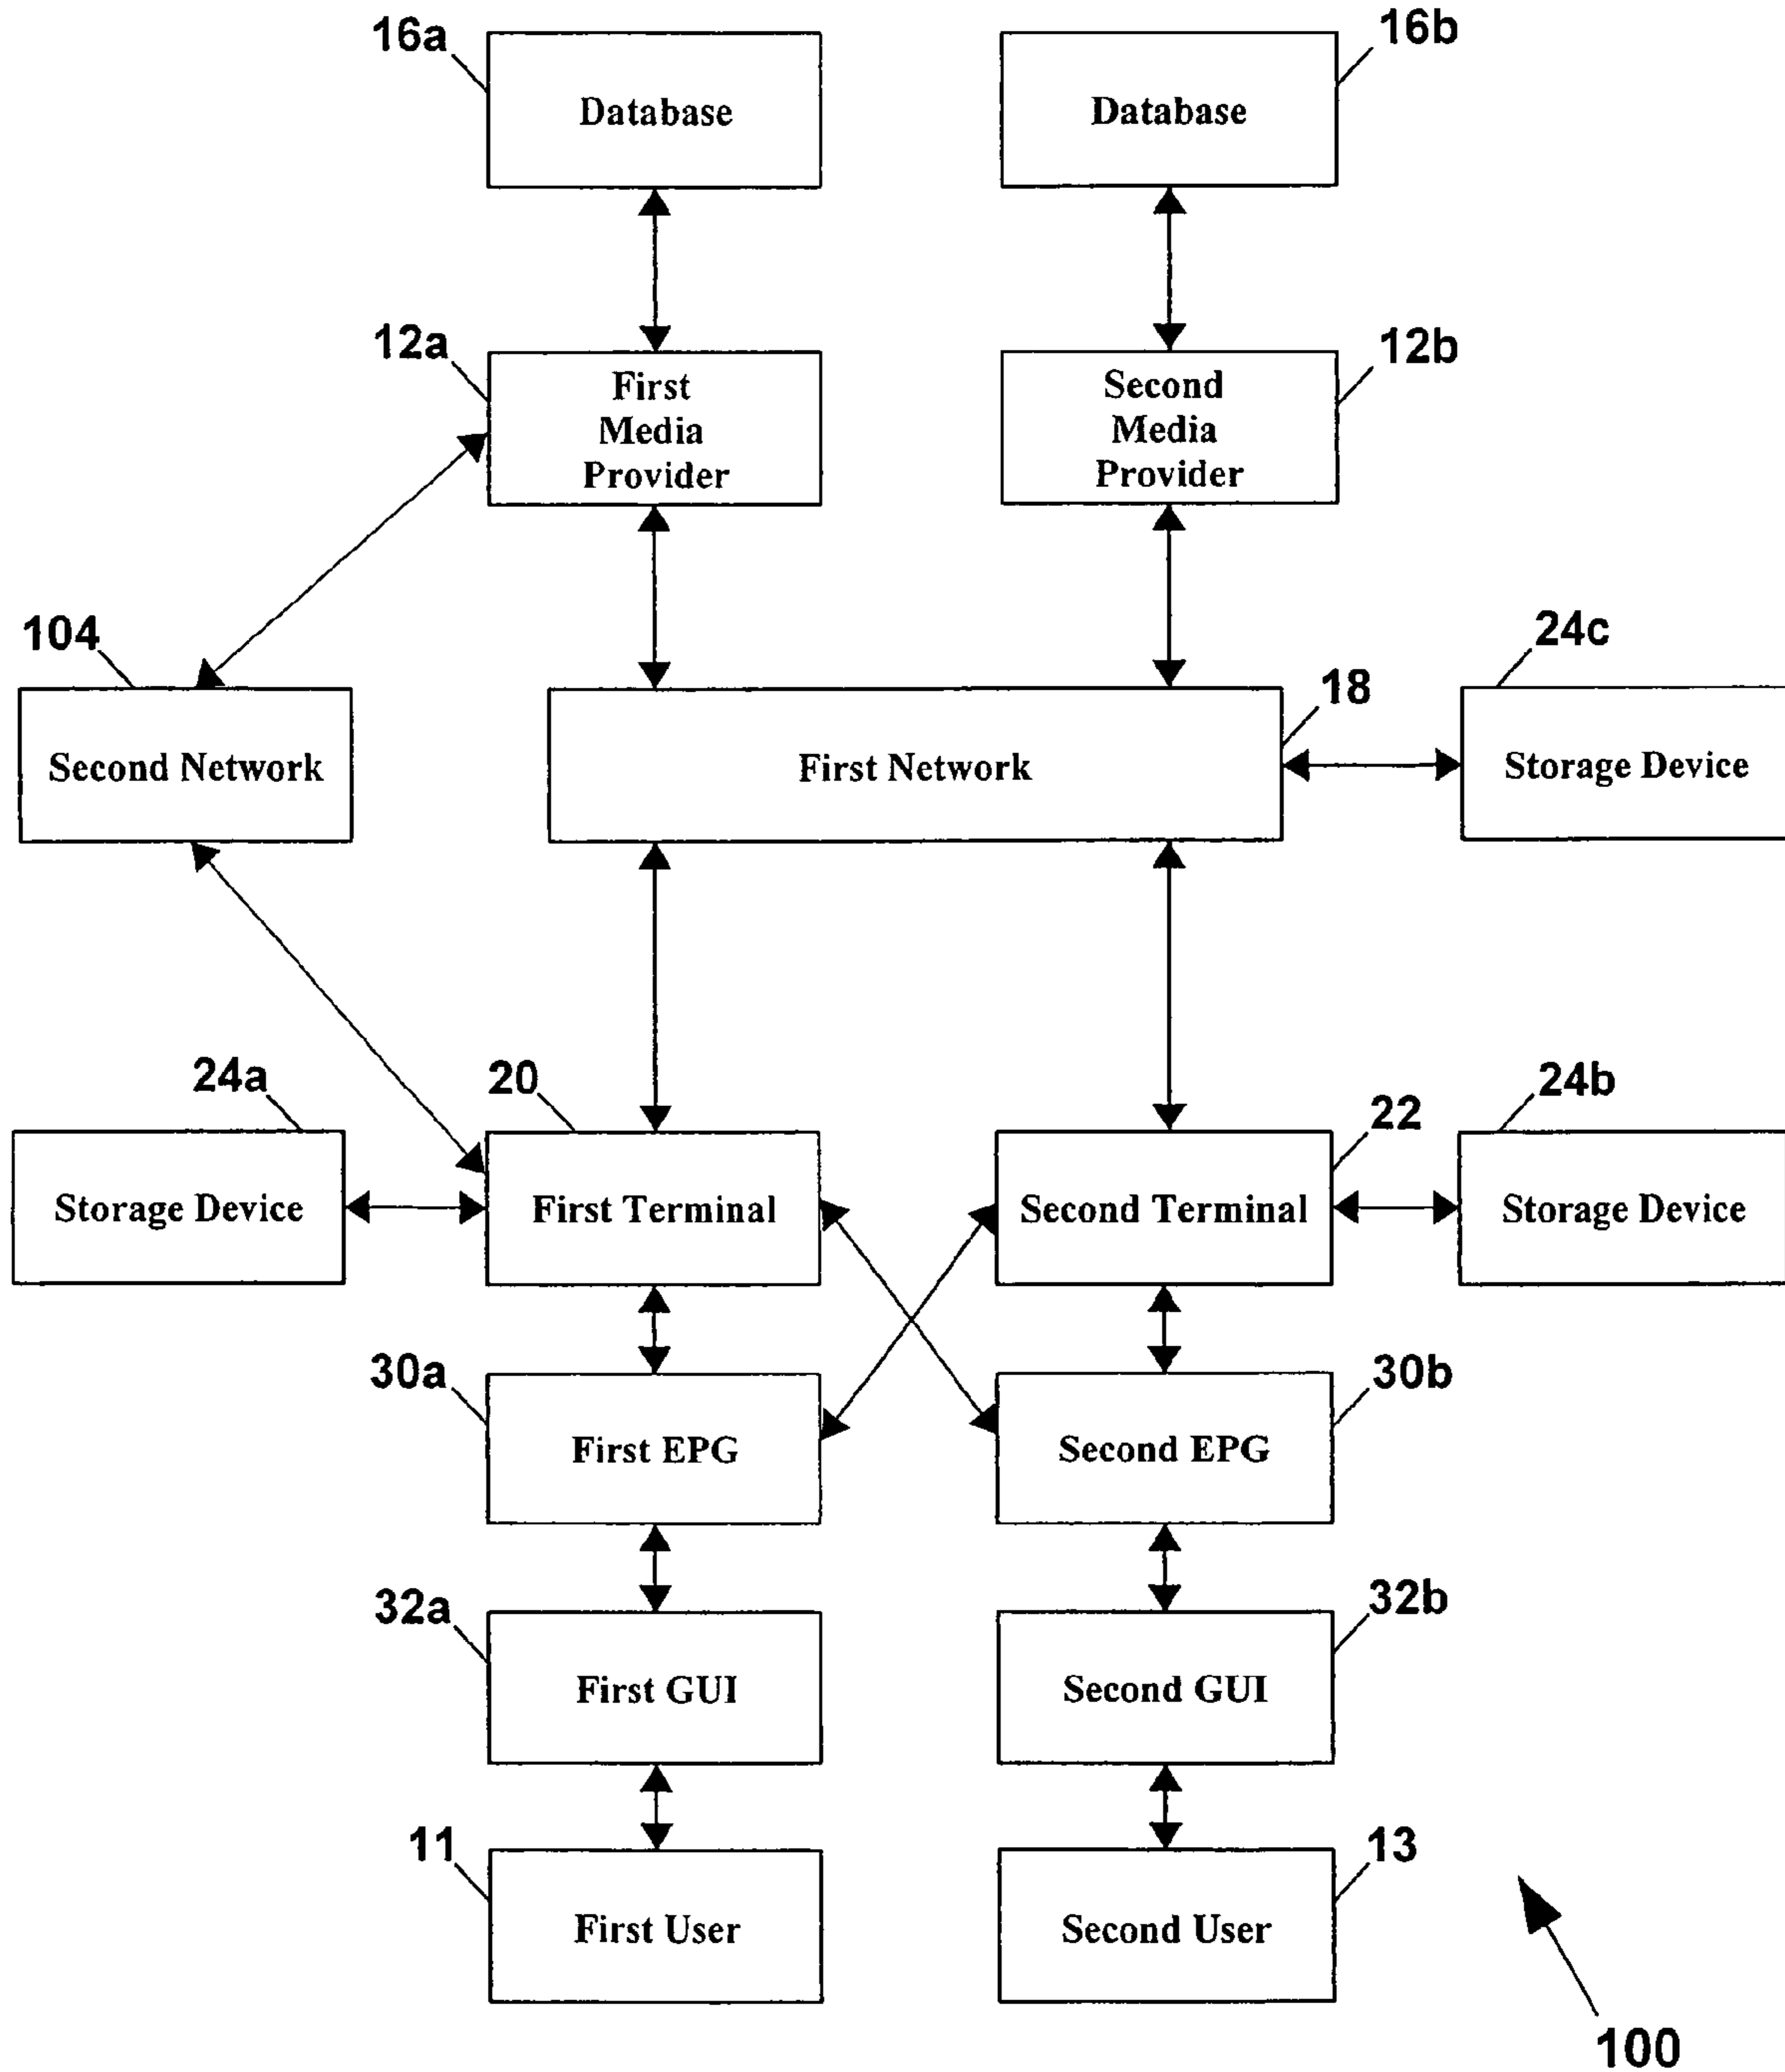 16a
16b
Database
Database
12a
12b
First
Media
Provider
Second
Media
Provider
104
24c
18
Second Network
First Network
Storage Device
24a
20
22
24b
Storage Device
First Terminal
Second Terminal
Storage Device
30a
30b
First EPG
Second EPG
32a
32b
First GUI
Second GUI
11
13
First User
Second User
100